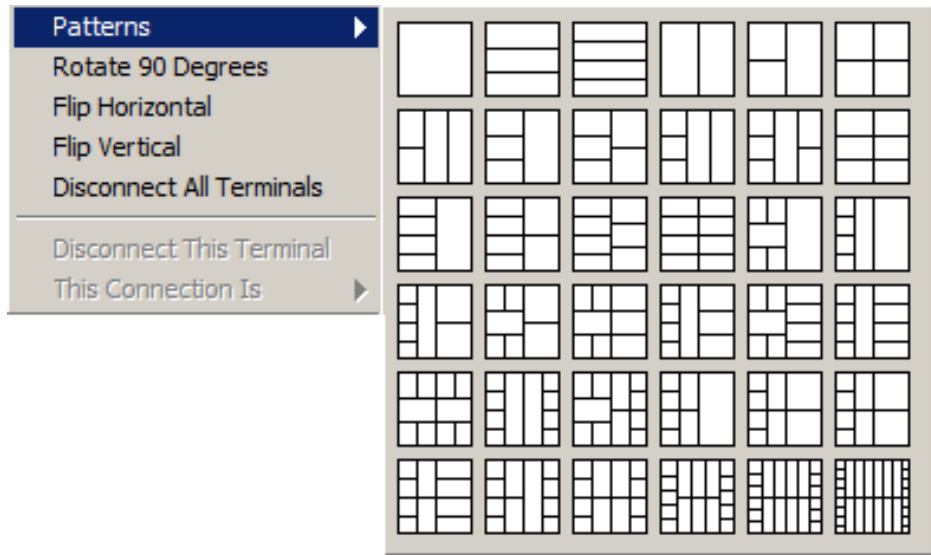 Patterns
Rotate 90 Degrees
Flip Horizontal
Flip Vertical
Disconnect All Terminals
Disconnect This Terminal
This Connection Is